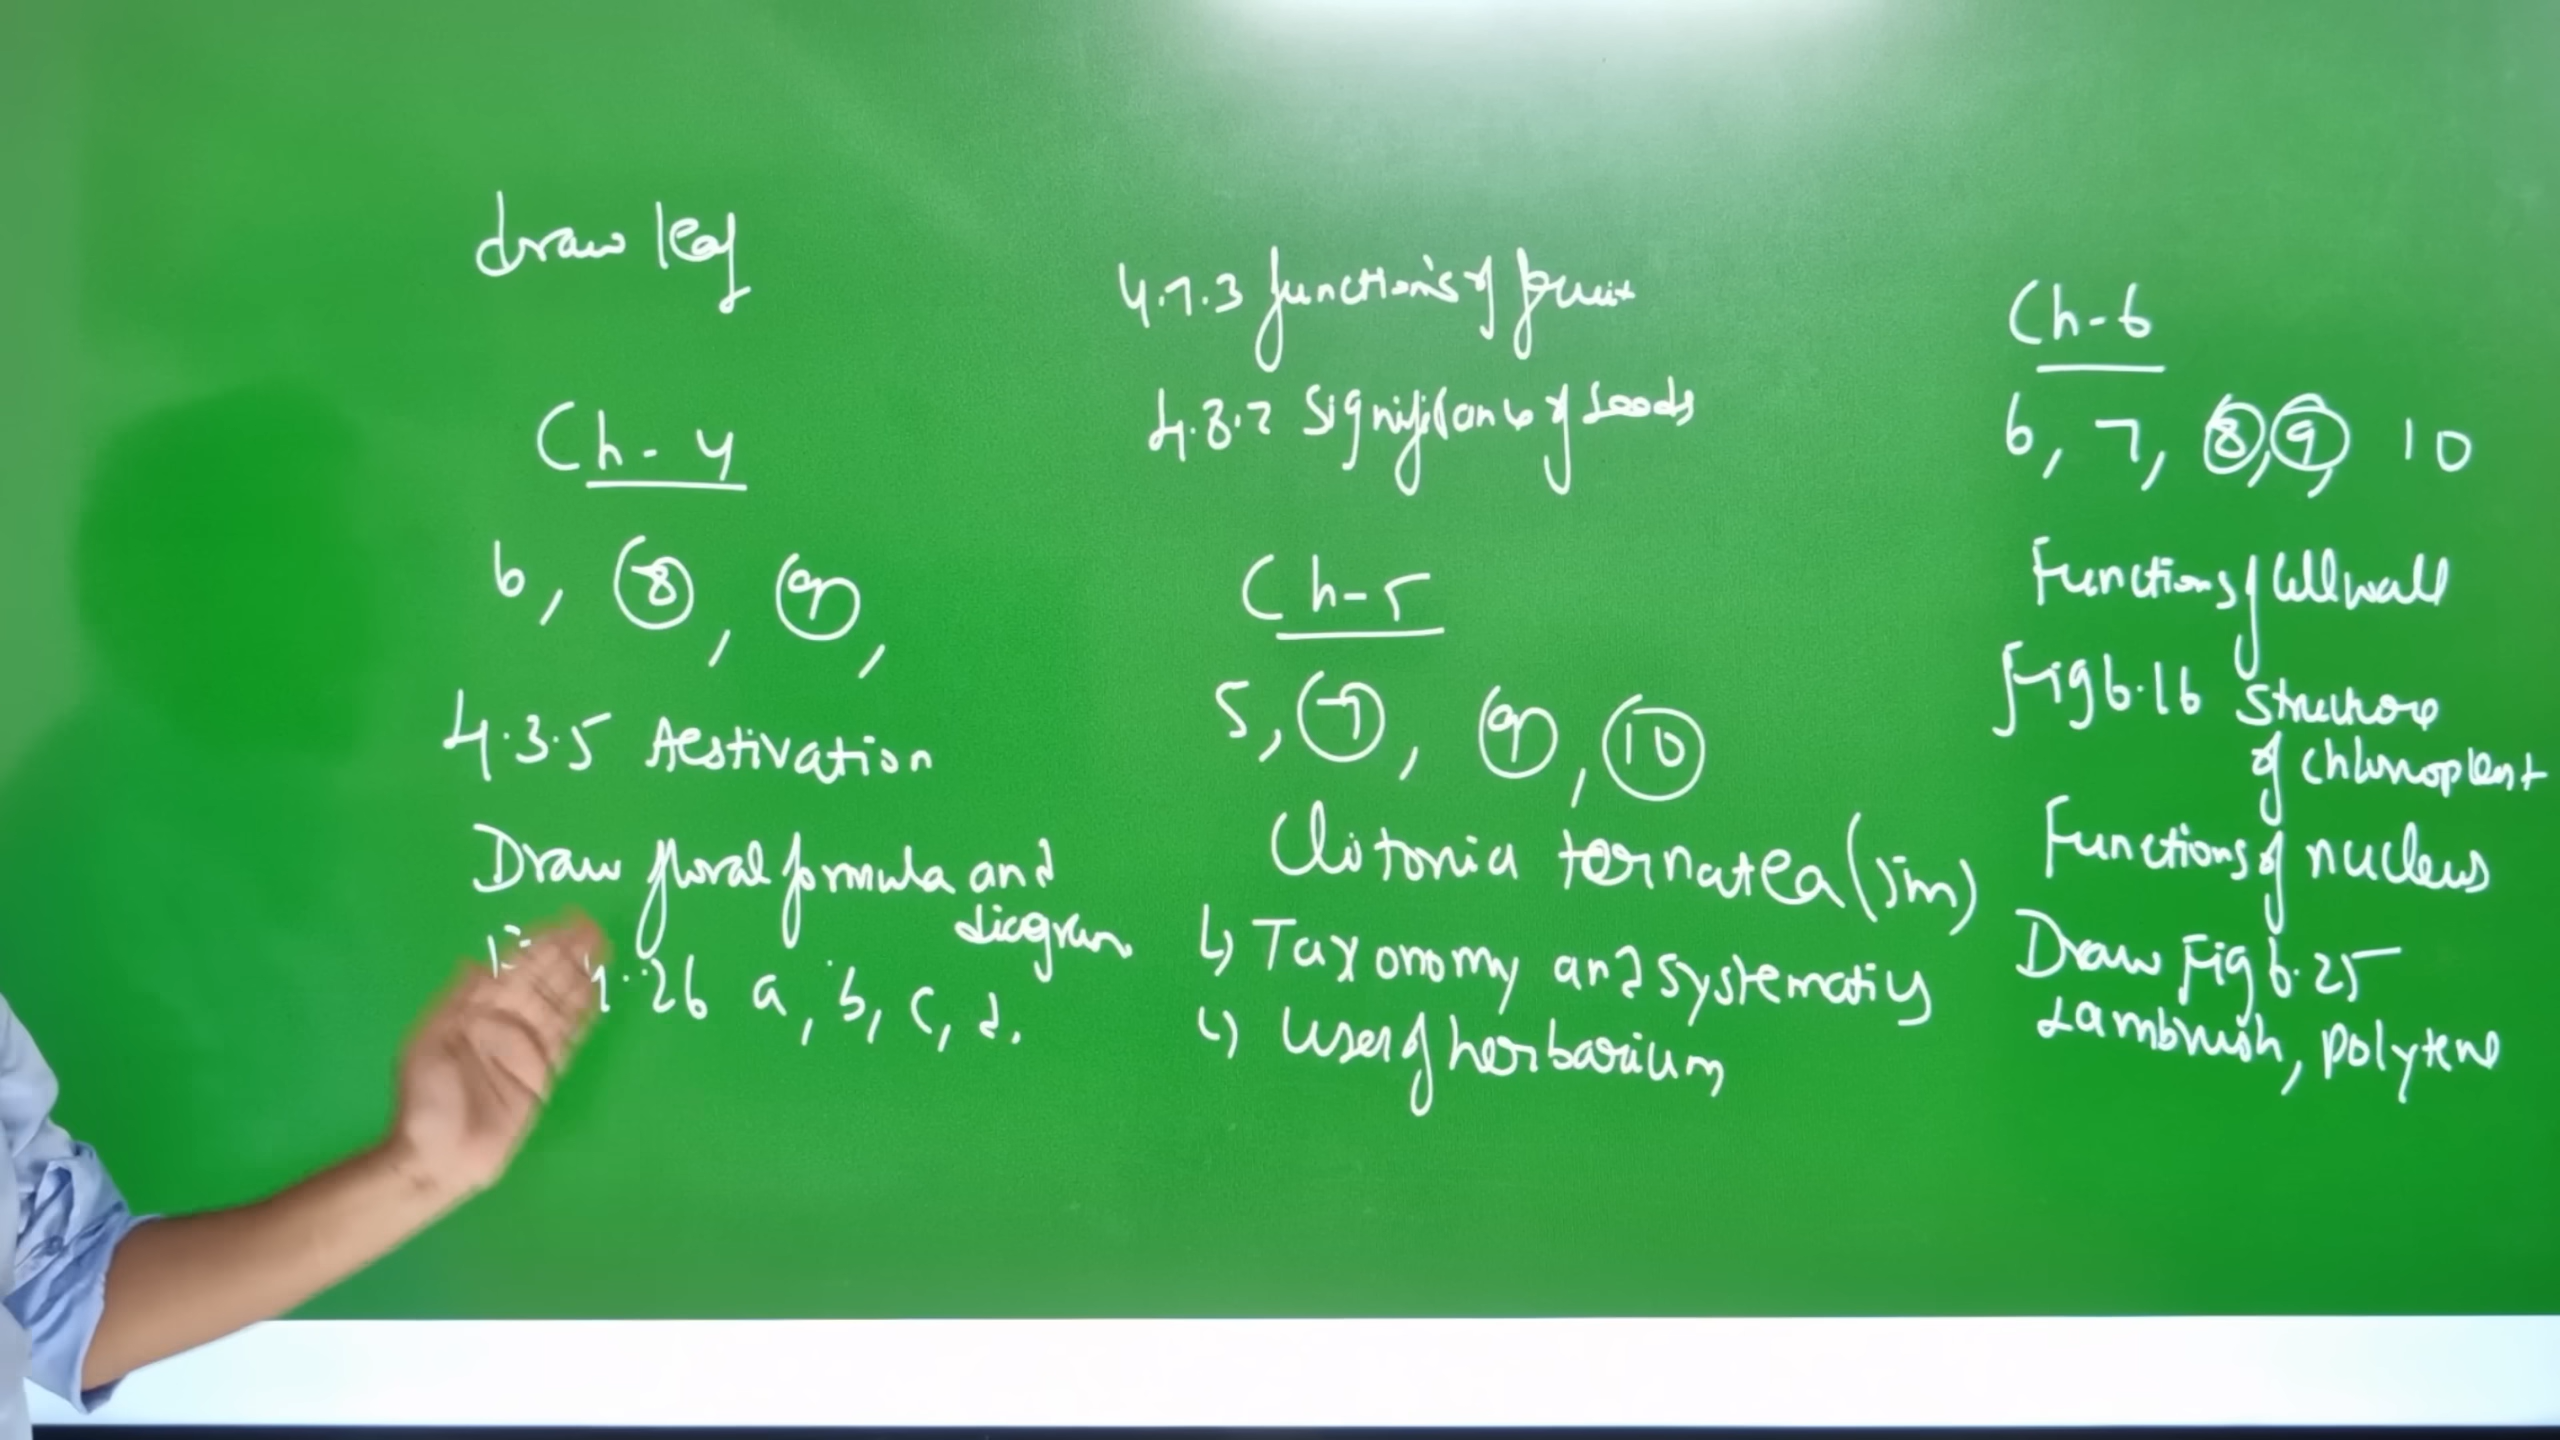 draw leaf
Ch-4
6, 8, 9,
4.3.5 Aestivation
Draw floral formula and
diagram
4.26 a, b, c, d.
4.7.3 functions of fruit
4.8.2 Significance of seeds
Ch-5
5, 7, 9, 10
Clitoria ternatea (5m)
Taxonomy and Systematics
Uses of herbarium
Ch-6
6, 7, 8, 9, 10
Functions of Cell wall
Fig 6.16 Structure
of chloroplast
Functions of nucleus
Draw Fig 6.25
Lambrush, polytene